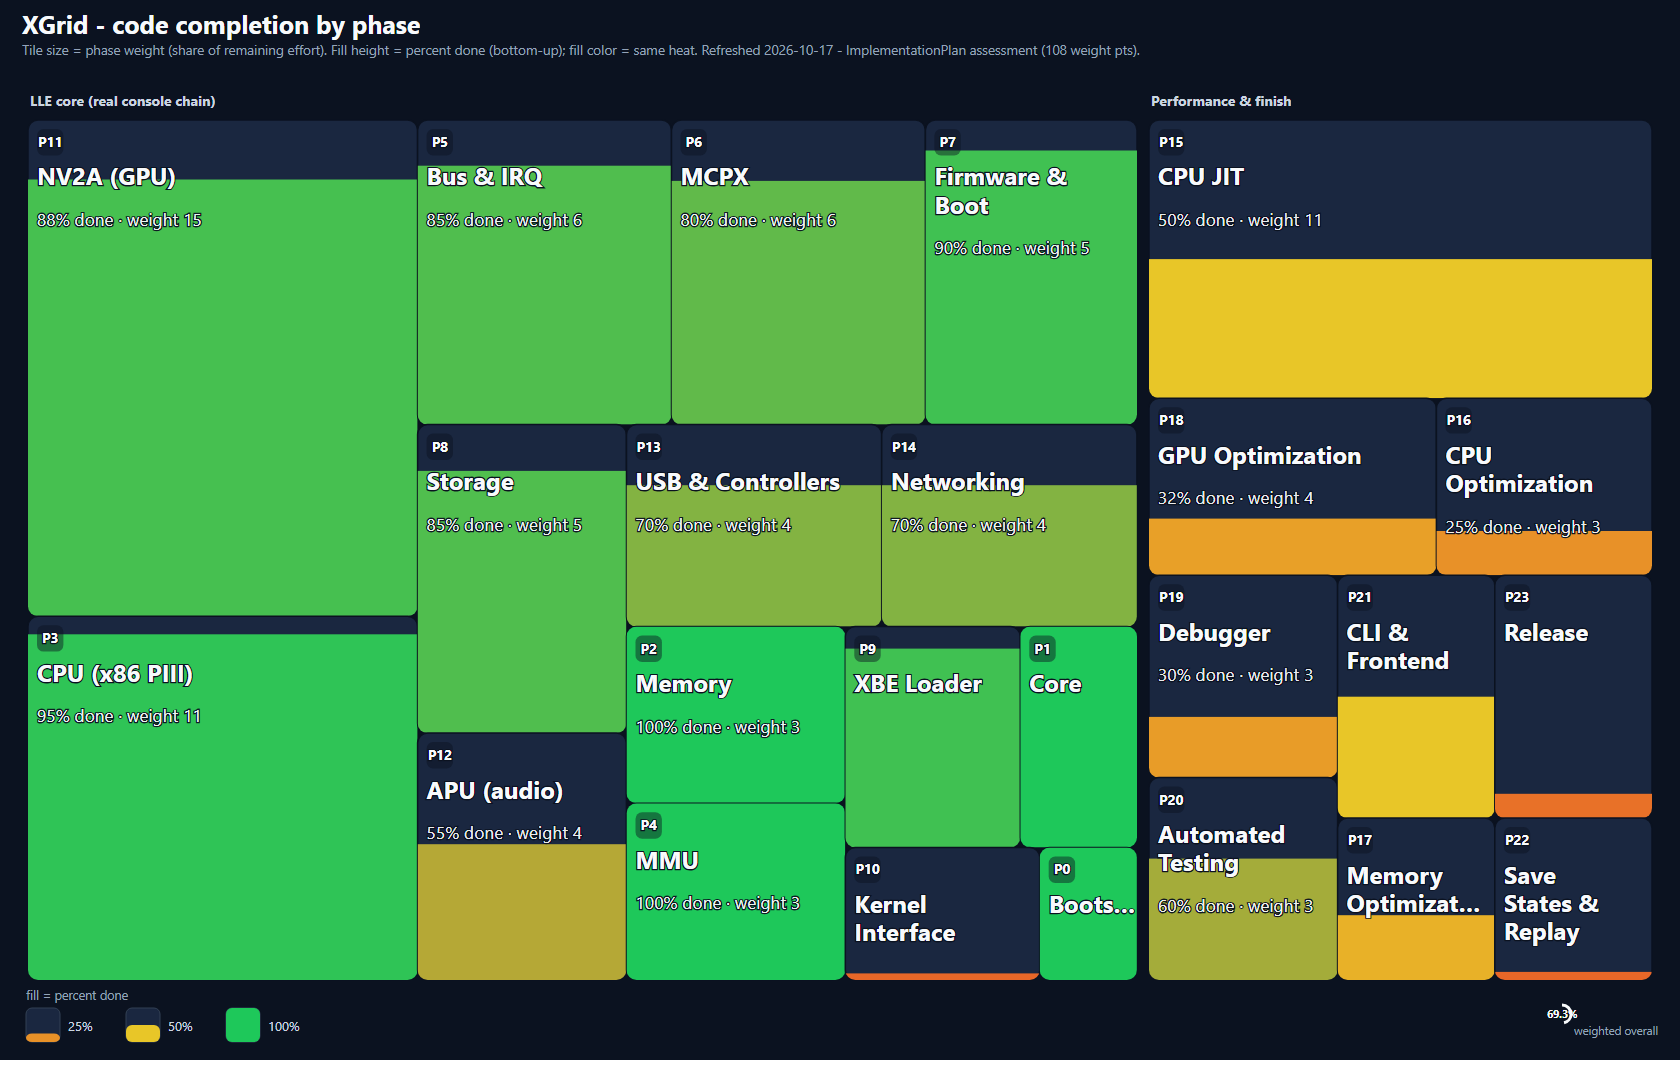 XGrid - code completion by phase
Tile size = phase weight (share of remaining effort). Fill height = percent done (bottom-up); fill color = same heat. Refreshed 2026-10-17 - ImplementationPlan assessment (108 weight pts).
LLE core (real console chain)
P11
NV2A (GPU)
88% done · weight 15
P5
Bus & IRQ
85% done · weight 6
P6
MCPX
80% done · weight 6
P7
Firmware &
Boot
90% done · weight 5
P8
Storage
85% done · weight 5
P13
USB & Controllers
70% done · weight 4
P14
Networking
70% done · weight 4
P3
CPU (x86 PIII)
95% done · weight 11
P2
Memory
100% done · weight 3
P9
XBE Loader
P1
Core
P12
APU (audio)
55% done · weight 4
P4
MMU
100% done · weight 3
P10
Kernel
Interface
P0
Boots...
Performance & finish
P15
CPU JIT
50% done · weight 11
P18
GPU Optimization
32% done · weight 4
P16
CPU
Optimization
25% done · weight 3
P19
Debugger
30% done · weight 3
P21
CLI &
Frontend
P23
Release
P20
Automated
Testing
60% done · weight 3
P17
Memory
Optimizat...
P22
Save
States &
Replay
fill = percent done
25%
50%
100%
69.3%
weighted overall